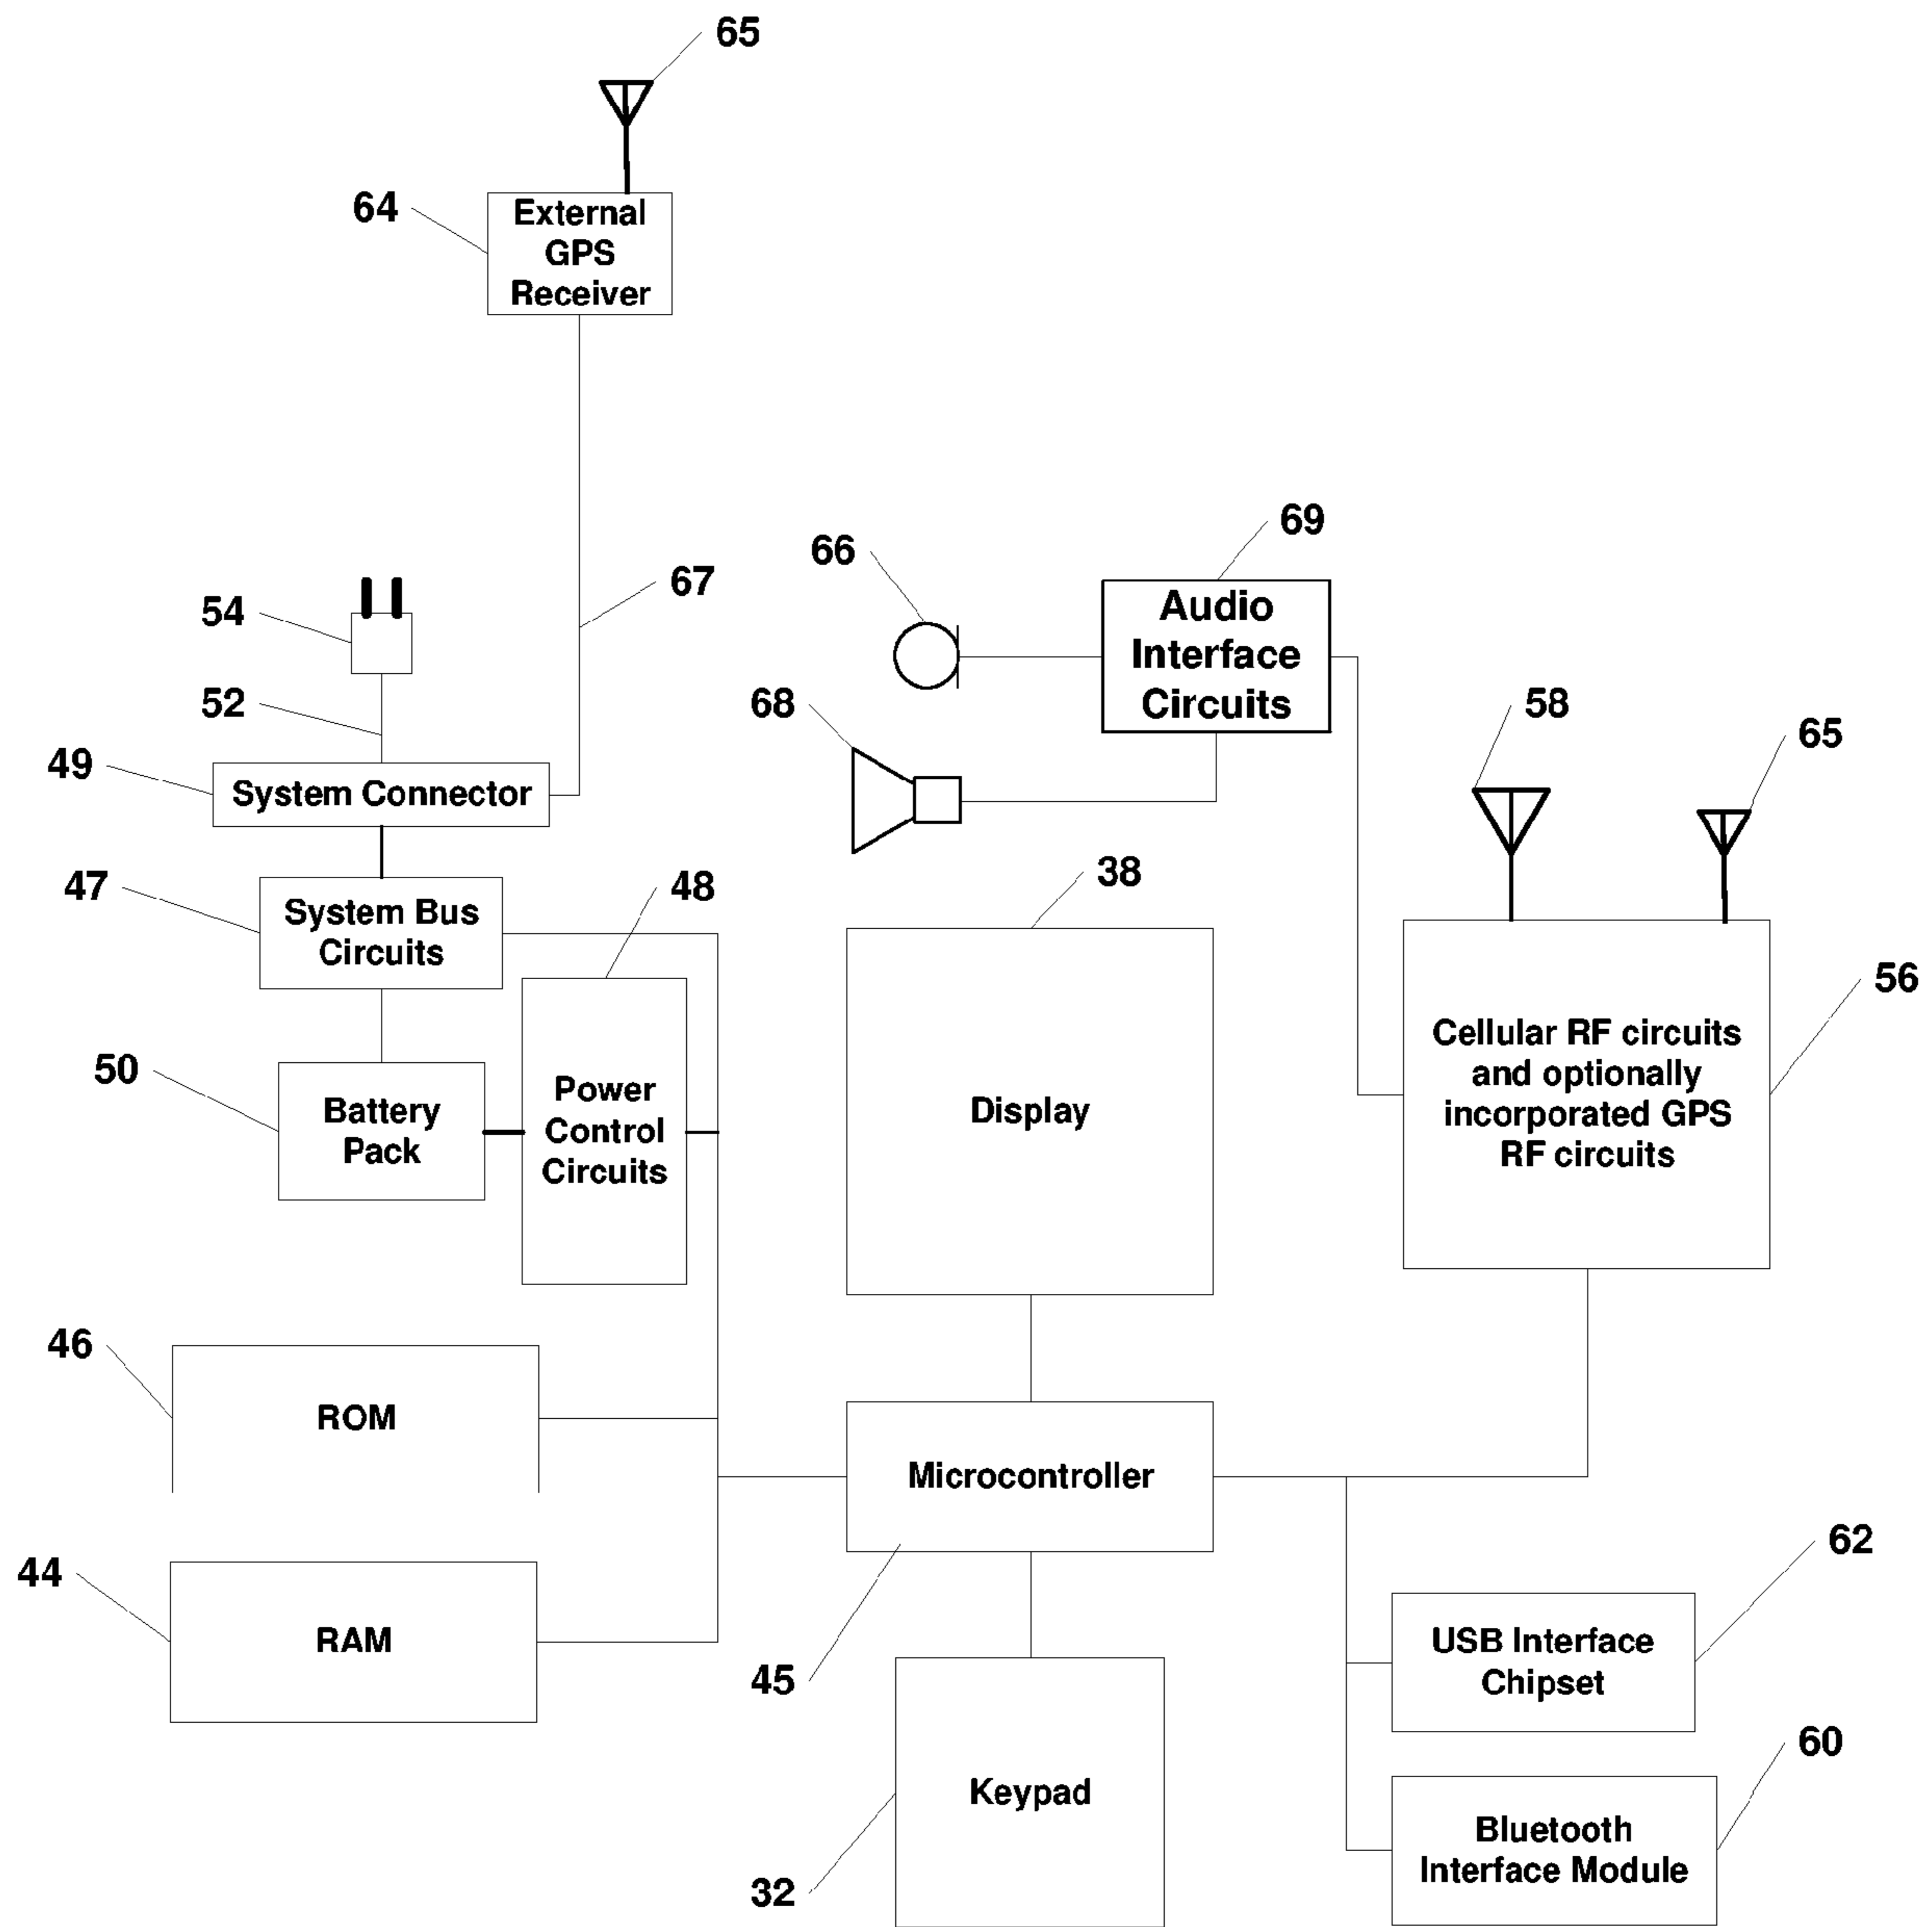 65
64
External
GPS
Receiver
67
69
66
Audio
Interface
Circuits
54
52
68
58
65
49
System Connector
38
47
System Bus
Circuits
48
56
Cellular RF circuits
and optionally
incorporated GPS
RF circuits
50
Battery
Pack
Power
Control
Circuits
Display
46
ROM
Microcontroller
44
RAM
45
62
USB Interface
Chipset
60
Keypad
Bluetooth
Interface Module
32